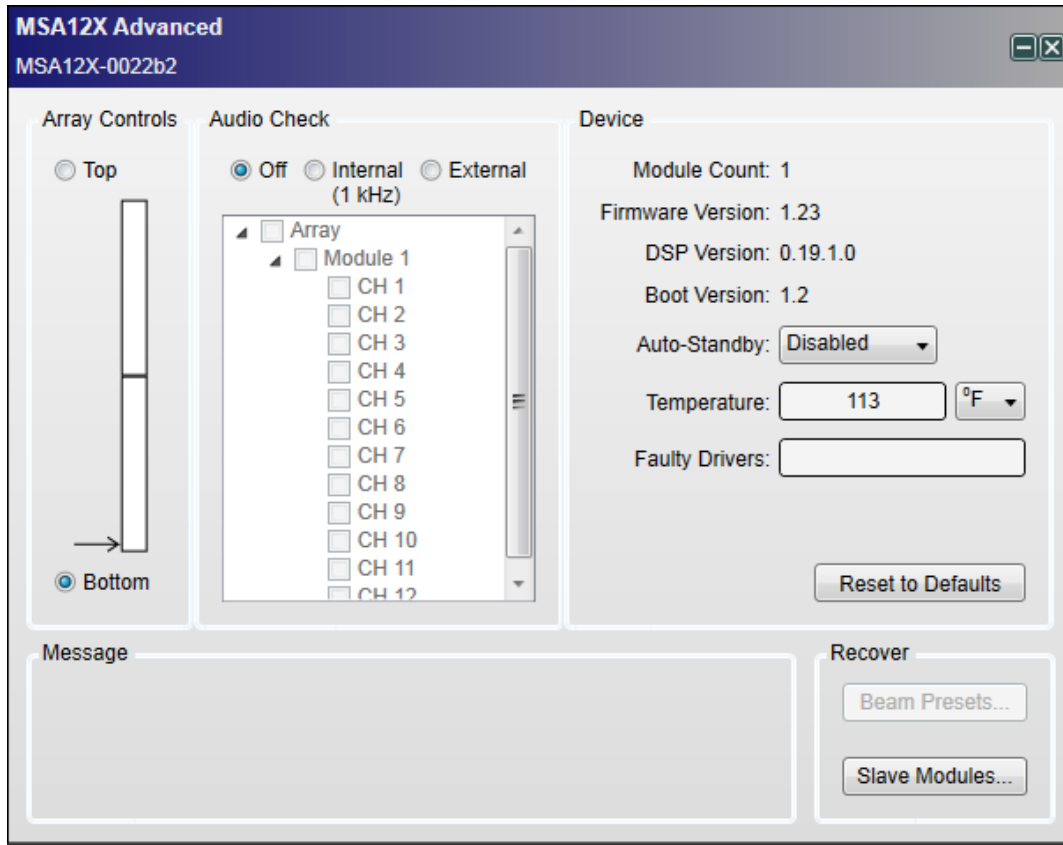 MSA12X Advanced
MSA12X-0022b2
Array Controls
Top
Bottom
Audio Check
Off
Internal
(1 kHz)
External
Array
Module 1
CH 1
CH 2
CH 3
CH 4
CH 5
CH 6
CH 7
CH 8
CH 9
CH 10
CH 11
CH 12
Device
Module Count: 1
Firmware Version: 1.23
DSP Version: 0.19.1.0
Boot Version: 1.2
Auto-Standby: Disabled
Temperature: 113 °F
Faulty Drivers:
Reset to Defaults
Message
Recover
Beam Presets...
Slave Modules...